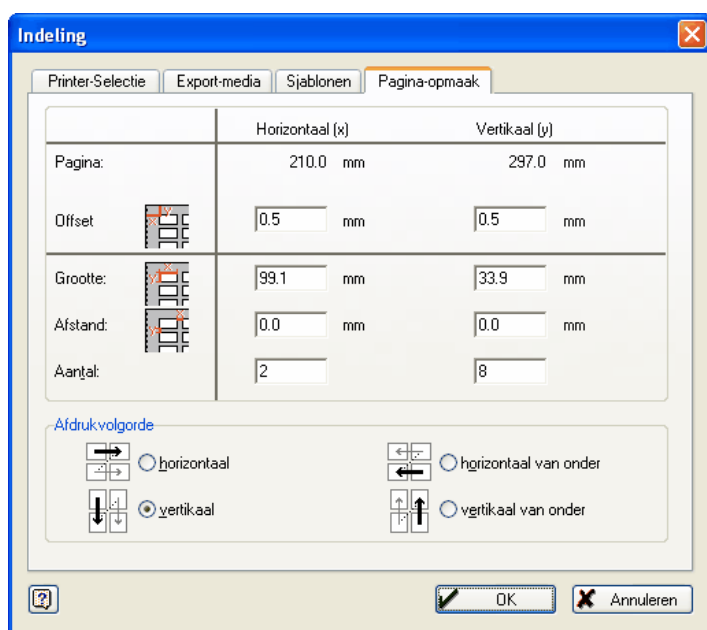 Indeling
Printer-Selectie Export-media Sjablonen Pagina-opmaak
Horizontaal (x) Vertikaal (y)
Pagina: 210.0 mm 297.0 mm
Offset 0.5 mm 0.5 mm
Grootte: 99.1 mm 33.9 mm
Afstand: 0.0 mm 0.0 mm
Aantal: 2 8
Afdrukvolgorde
horizontaal horizontaal van onder
vertikaal vertikaal van onder
OK Annuleren